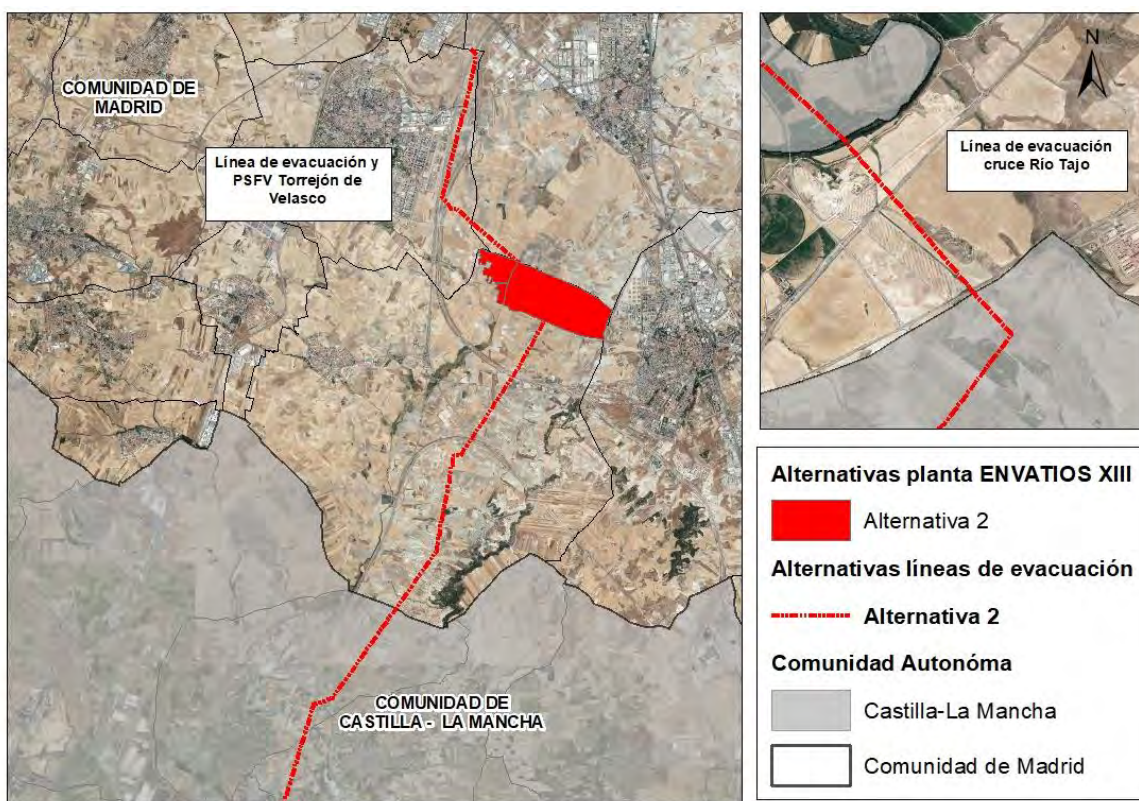 COMUNIDAD DE
MADRID
Línea de evacuación y
PSFV Torrejón de
Velasco
COMUNIDAD DE
CASTILLA - LA MANCHA
N
Línea de evacuación
cruce Río Tajo
Alternativas planta ENVATIOS XIII
Alternativa 2
Alternativas líneas de evacuación
Alternativa 2
Comunidad Autonóma
Castilla-La Mancha
Comunidad de Madrid